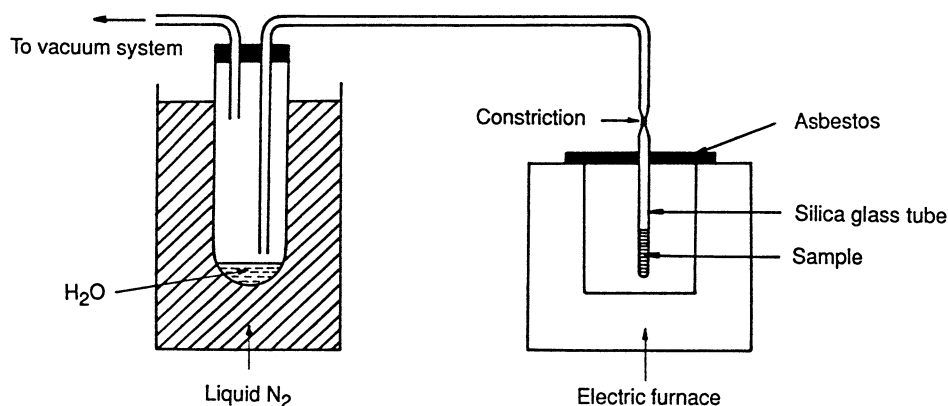 To vacuum system
Constriction
Asbestos
Silica glass tube
Sample
H₂O
Liquid N₂
Electric furnace